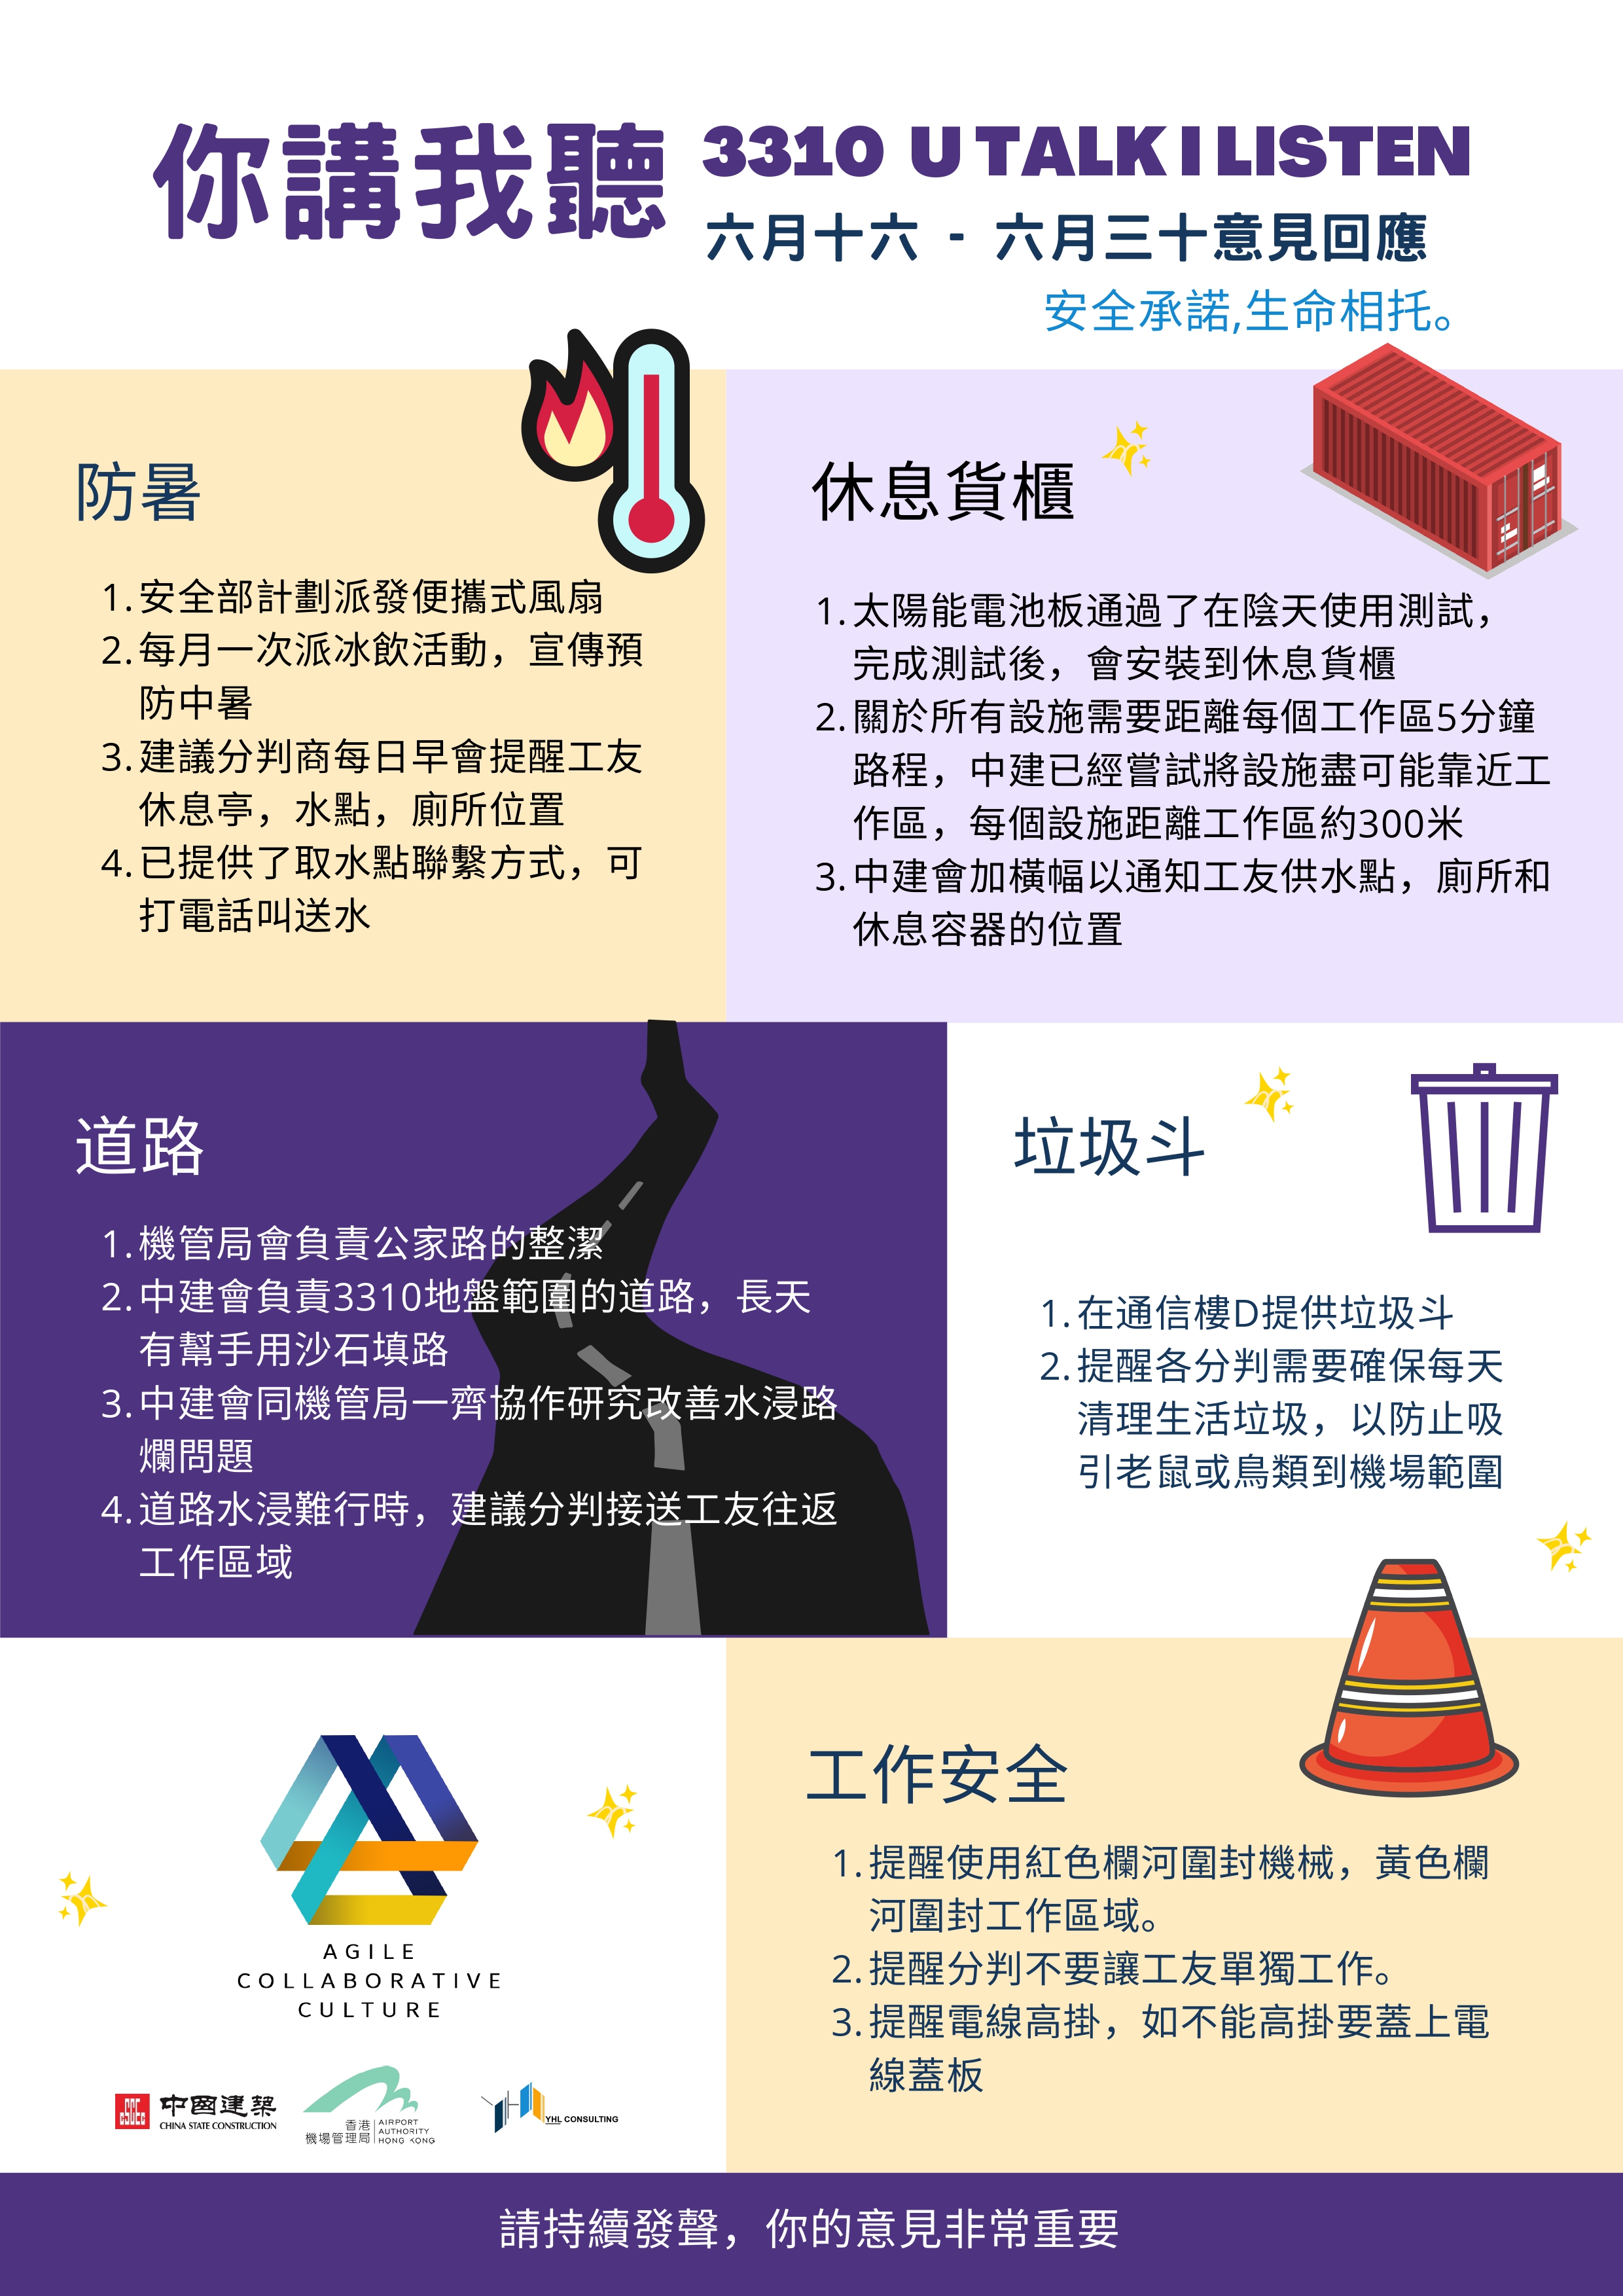 你講我聽
3310 U TALK I LISTEN
六月十六 - 六月三十意見回應
安全承諾,生命相托。
防暑
1. 安全部計劃派發便攜式風扇
2. 每月一次派冰飲活動，宣傳預
防中暑
3. 建議分判商每日早會提醒工友
休息亭，水點，廁所位置
4. 已提供了取水點聯繫方式，可
打電話叫送水
休息貨櫃
1. 太陽能電池板通過了在陰天使用測試，
完成測試後，會安裝到休息貨櫃
2. 關於所有設施需要距離每個工作區5分鐘
路程，中建已經嘗試將設施盡可能靠近工
作區，每個設施距離工作區約300米
3. 中建會加橫幅以通知工友供水點，廁所和
休息容器的位置
道路
1. 機管局會負責公家路的整潔
2. 中建會負責3310地盤範圍的道路，長天
有幫手用沙石填路
3. 中建會同機管局一齊協作研究改善水浸路
爛問題
4. 道路水浸難行時，建議分判接送工友往返
工作區域
垃圾斗
1. 在通信樓D提供垃圾斗
2. 提醒各分判需要確保每天
清理生活垃圾，以防止吸
引老鼠或鳥類到機場範圍
AGILE
COLLABORATIVE
CULTURE
CSCEC
中國建築
CHINA STATE CONSTRUCTION
香港
機場管理局
AIRPORT
AUTHORITY
HONG KONG
YHL CONSULTING
工作安全
1. 提醒使用紅色欄河圍封機械，黃色欄
河圍封工作區域。
2. 提醒分判不要讓工友單獨工作。
3. 提醒電線高掛，如不能高掛要蓋上電
線蓋板
請持續發聲，你的意見非常重要